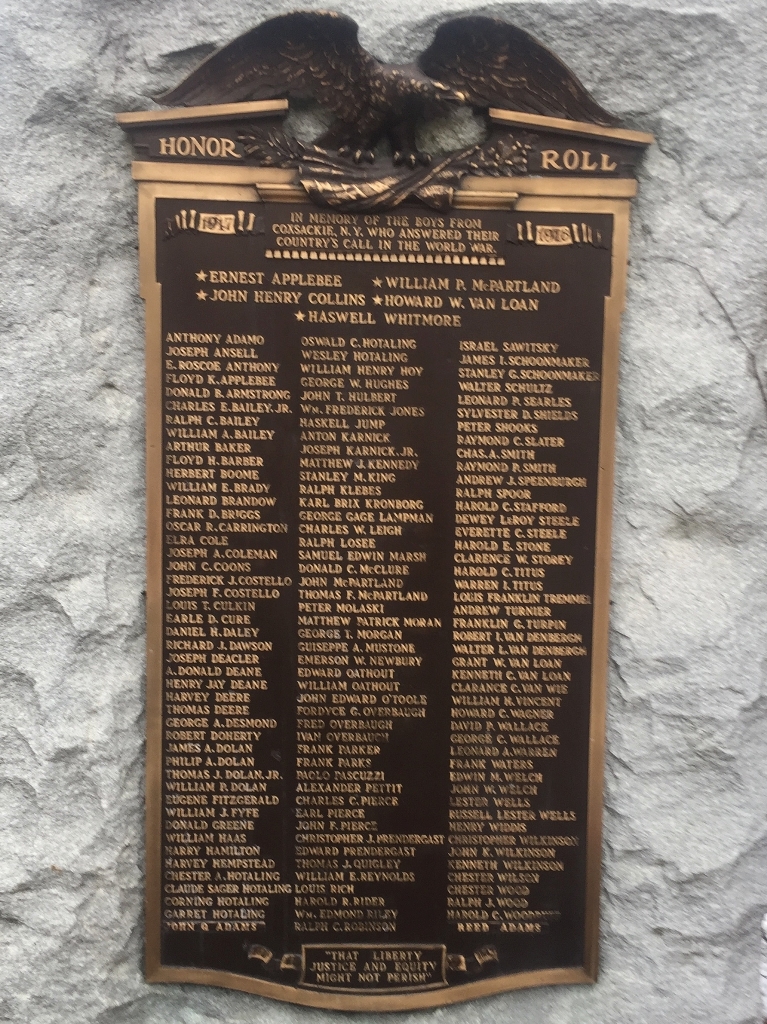 HONOR ROLL
1917 1918
IN MEMORY OF THE BOYS FROM
COXSACKIE, N.Y. WHO ANSWERED THEIR
COUNTRY'S CALL IN THE WORLD WAR.
★ERNEST APPLEBEE ★WILLIAM P. McPARTLAND
★JOHN HENRY COLLINS ★HOWARD W. VAN LOAN
★HASWELL WHITMORE
ANTHONY ADAMO
JOSEPH ANSELL
E. ROSCOE ANTHONY
FLOYD K. APPLEBEE
DONALD B. ARMSTRONG
CHARLES E. BAILEY, JR.
RALPH C. BAILEY
WILLIAM A. BAILEY
ARTHUR BAKER
FLOYD H. BARBER
HERBERT BOOME
WILLIAM E. BRADY
LEONARD BRANDOW
FRANK D. BRIGGS
OSCAR R. CARRINGTON
ELRA COLE
JOSEPH A. COLEMAN
JOHN C. COONS
FREDERICK J. COSTELLO
JOSEPH F. COSTELLO
LOUIS T. CULKIN
EARLE D. CURE
DANIEL H. DALEY
RICHARD J. DAWSON
JOSEPH DEACLER
A. DONALD DEANE
HENRY JAY DEANE
HARVEY DEERE
THOMAS DEERE
GEORGE A. DESMOND
ROBERT DOHERTY
JAMES A. DOLAN
PHILIP A. DOLAN
THOMAS J. DOLAN, JR.
WILLIAM P. DOLAN
EUGENE FITZGERALD
WILLIAM J. FYFE
DONALD GREENE
WILLIAM HAAS
HARRY HAMILTON
HARVEY HEMPSTEAD
CHESTER A. HOTALING
CLAUDE SAGER HOTALING
CORNING HOTALING
GARRET HOTALING
JOHN Q ADAMS
OSWALD C. HOTALING
WESLEY HOTALING
WILLIAM HENRY HOY
GEORGE W. HUGHES
JOHN T. HULBERT
WM. FREDERICK JONES
HASKELL JUMP
ANTON KARNICK
JOSEPH KARNICK, JR.
MATTHEW J. KENNEDY
STANLEY M. KING
RALPH KLEBES
KARL BRIX KRONBORG
GEORGE GAGE LAMPMAN
CHARLES W. LEIGH
RALPH LOSEE
SAMUEL EDWIN MARSH
DONALD C. McCLURE
JOHN McPARTLAND
THOMAS F. McPARTLAND
PETER MOLASKI
MATTHEW PATRICK MORAN
GEORGE T. MORGAN
GUISEPPE A. MUSTONE
EMERSON W. NEWBURY
EDWARD OATHOUT
WILLIAM OATHOUT
JOHN EDWARD O'TOOLE
FORDYCE G. OVERBAUGH
FRED OVERBAUGH
IVAN OVERBAUGH
FRANK PARKER
FRANK PARKS
PAOLO PASCUZZI
ALEXANDER PETTIT
CHARLES C. PIERCE
EARL PIERCE
JOHN F. PIERCE
CHRISTOPHER J. PRENDERGAST
EDWARD PRENDERGAST
THOMAS J. QUIGLEY
WILLIAM E. REYNOLDS
LOUIS RICH
HAROLD R. RIDER
WM. EDMOND RILEY
RALPH C. ROBINSON
ISRAEL SAWITSKY
JAMES I. SCHOONMAKER
STANLEY G. SCHOONMAKER
WALTER SCHULTZ
LEONARD P. SEARLES
SYLVESTER D. SHIELDS
PETER SHOOKS
RAYMOND C. SLATER
CHAS. A. SMITH
RAYMOND P. SMITH
ANDREW J. SPEENBURGH
RALPH SPOOR
HAROLD C. STAFFORD
DEWEY LeROY STEELE
EVERETTE C. STEELE
HAROLD E. STONE
CLARENCE W. STOREY
HAROLD C. TITUS
WARREN I. TITUS
LOUIS FRANKLIN TREMMEL
ANDREW TURNIER
FRANKLIN G. TURPIN
ROBERT I. VAN DENBERGH
WALTER L. VAN DENBERGH
GRANT W. VAN LOAN
KENNETH C. VAN LOAN
CLARANCE C. VAN WIE
WILLIAM H. VINCENT
HOWARD C. WAGNER
DAVID P. WALLACE
GEORGE C. WALLACE
LEONARD A. WARREN
FRANK WATERS
EDWIN M. WELCH
JOHN W. WELCH
LESTER WELLS
RUSSELL LESTER WELLS
HENRY WIDDIS
CHRISTOPHER WILKINSON
JOHN K. WILKINSON
KENNETH WILKINSON
CHESTER WILSON
CHESTER WOOD
RALPH J. WOOD
HAROLD C.
REED ADAMS
"THAT LIBERTY
JUSTICE AND EQUITY
MIGHT NOT PERISH"